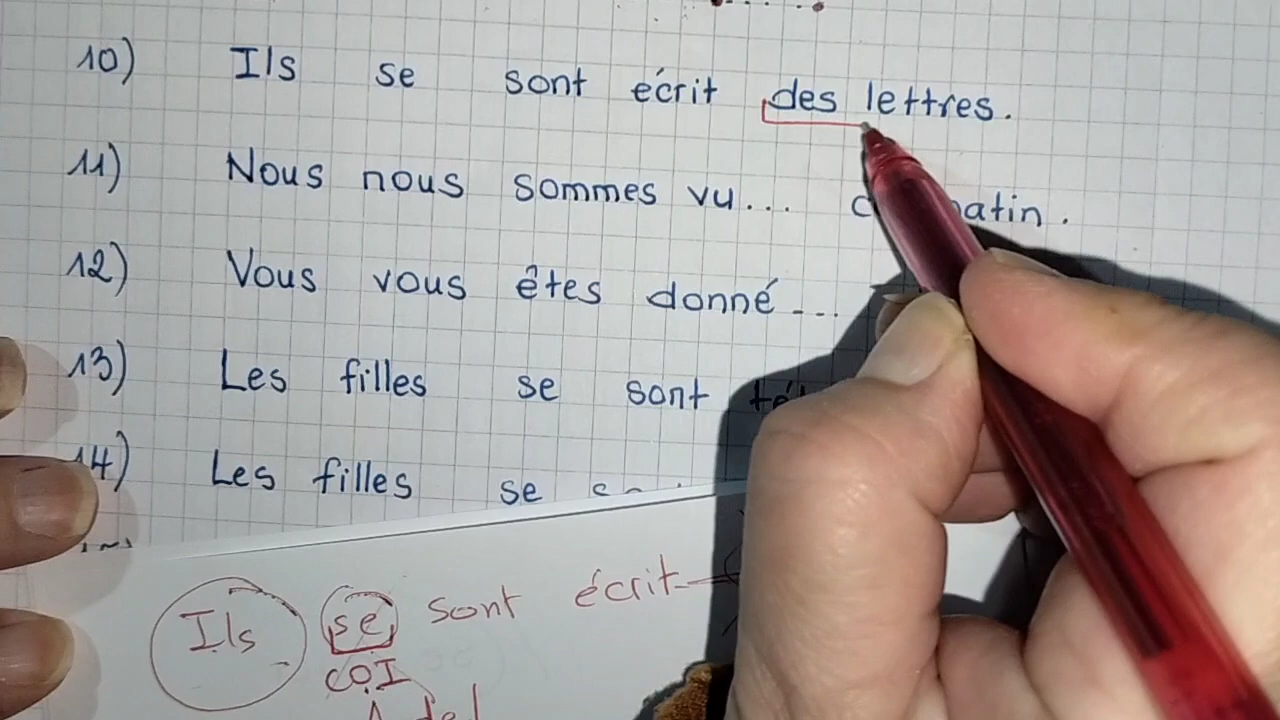 10) Ils se sont écrit des lettres.
11) Nous nous sommes vu... matin.
12) Vous vous êtes donné...
13) Les filles se sont
14) Les filles se
Ils se sont écrit
COI